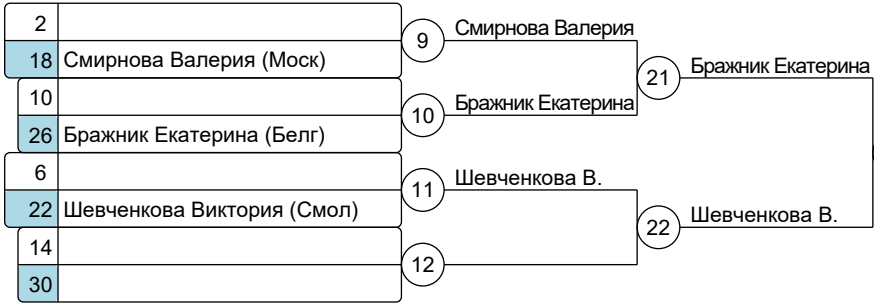 2
18 Смирнова Валерия (Моск)
9 Смирнова Валерия
10
26 Бражник Екатерина (Белг)
10 Бражник Екатерина
21 Бражник Екатерина
6
22 Шевченкова Виктория (Смол)
11 Шевченкова В.
14
30
12
22 Шевченкова В.